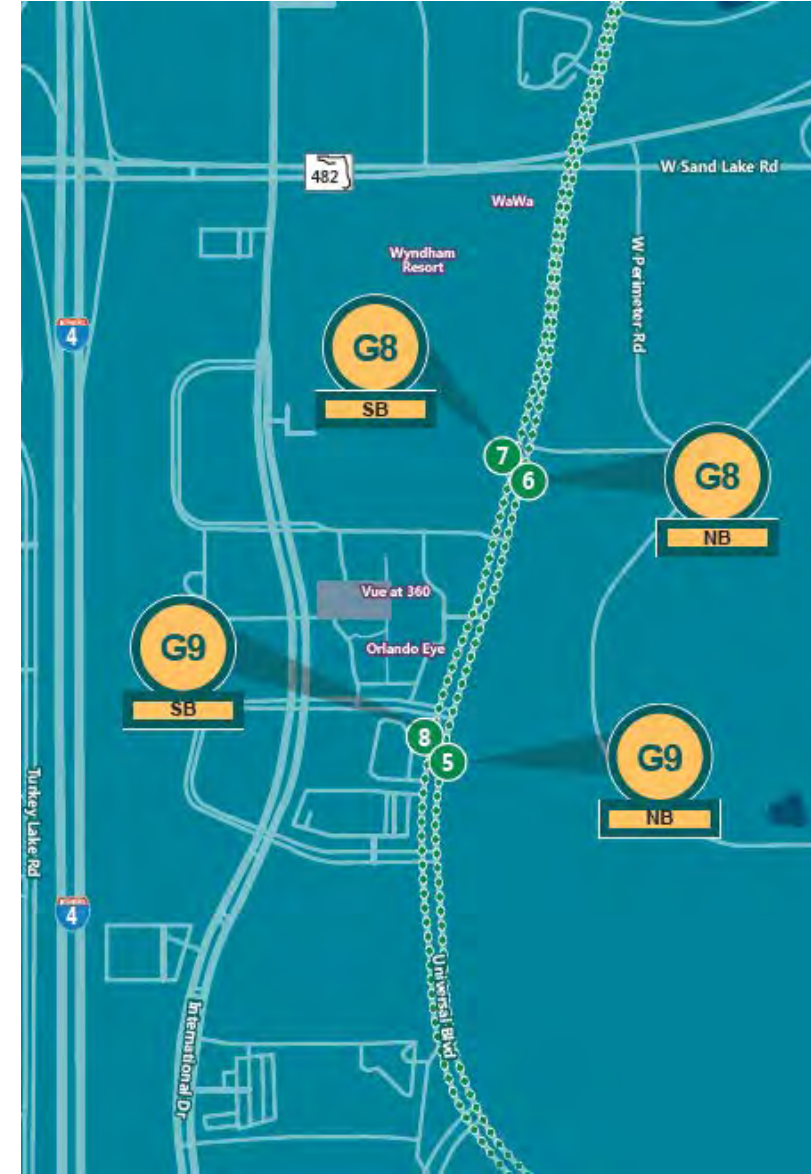 482
W Sand Lake Rd
WaWa
Wyndham
Resort
W Perimeter Rd
4
G8
SB
7
6
G8
NB
Vue at 360
Orlando Eye
G9
SB
8
5
G9
NB
Turkey Lake Rd
4
Universal Blvd
International Dr